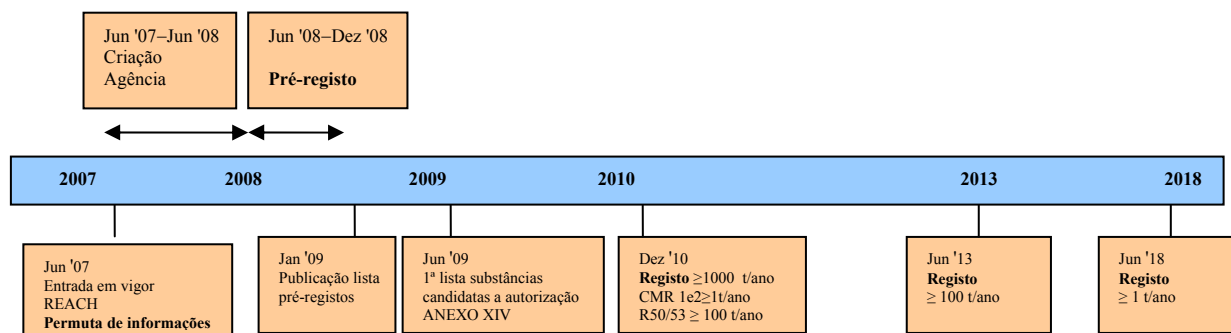 Jun '07–Jun '08
Criação
Agência
Jun '08–Dez '08
Pré-registo
2007
2008
2009
2010
2013
2018
Jun '07
Entrada em vigor
REACH
Permuta de informações
Jan '09
Publicação lista
pré-registos
Jun '09
1ª lista substâncias
candidatas a autorização
ANEXO XIV
Dez '10
Registo ≥1000 t/ano
CMR 1e2≥1t/ano
R50/53 ≥ 100 t/ano
Jun '13
Registo
≥ 100 t/ano
Jun '18
Registo
≥ 1 t/ano